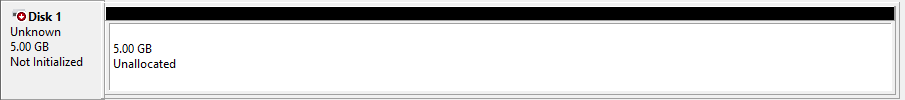 Disk 1
Unknown
5.00 GB
Not Initialized
5.00 GB
Unallocated